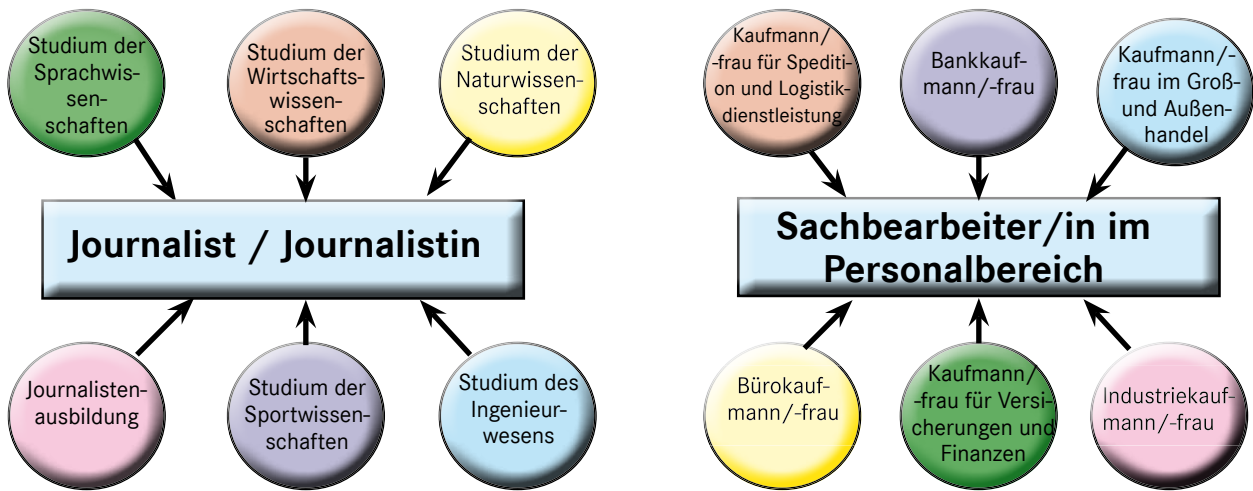 Studium der
Sprachwis-
sen-
schaften
Studium der
Wirtschafts-
wissen-
schaften
Studium der
Naturwissen-
schaften
Journalist / Journalistin
Journalisten-
ausbildung
Studium der
Sportwissen-
schaften
Studium des
Ingenieur-
wesens
Kaufmann/
-frau für Spediti-
on und Logistik-
dienstleistung
Bankkauf-
mann/-frau
Kaufmann/-
frau im Groß-
und Außen-
handel
Sachbearbeiter/in im
Personalbereich
Bürokauf-
mann/-frau
Kaufmann/
-frau für Versi-
cherungen und
Finanzen
Industriekauf-
mann/-frau